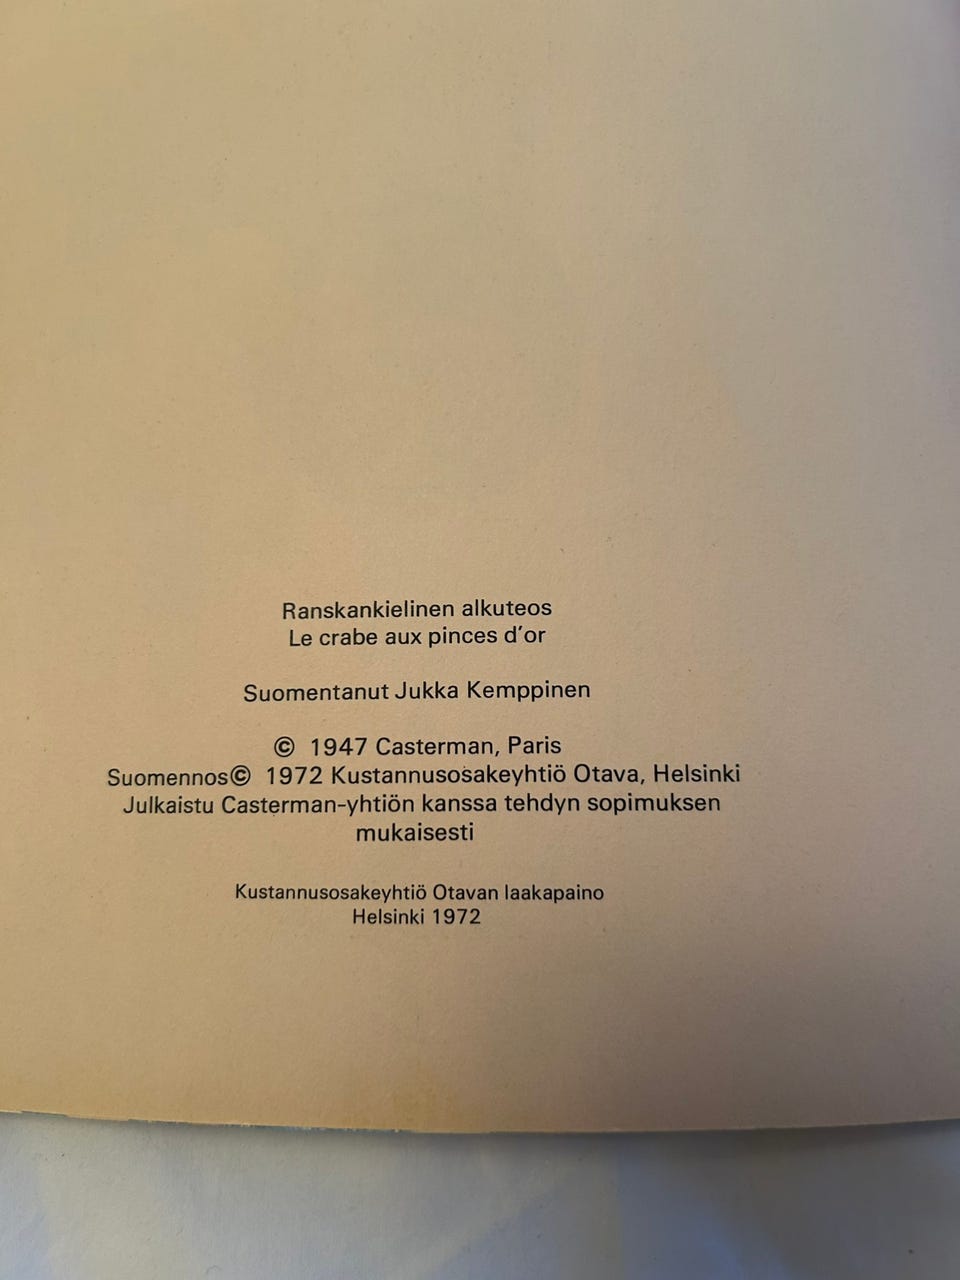 Ranskankielinen alkuteos
Le crabe aux pinces d'or
Suomentanut Jukka Kemppinen
© 1947 Casterman, Paris
Suomennos© 1972 Kustannusosakeyhtiö Otava, Helsinki
Julkaistu Casterman-yhtiön kanssa tehdyn sopimuksen
mukaisesti
Kustannusosakeyhtiö Otavan laakapaino
Helsinki 1972